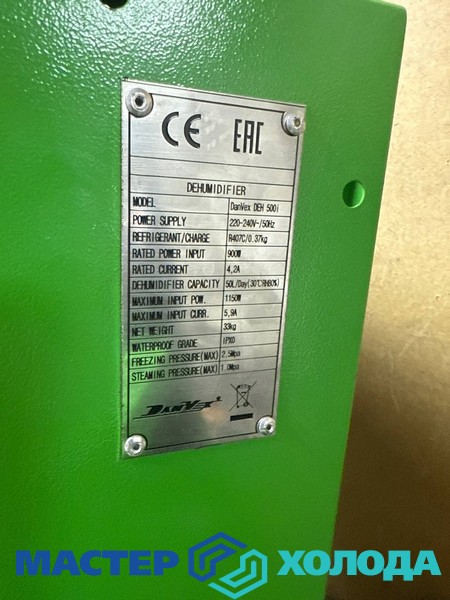 CE EAC
DEHUMIDIFIER
MODEL DanVex DEH 500i
POWER SUPPLY 220-240V~/50Hz
REFRIGERANT/CHARGE R407C/0.37kg
RATED POWER INPUT 900W
RATED CURRENT 4,2A
DEHUMIDIFIER CAPACITY 50L/Day(30℃RH80%)
MAXIMUM INPUT POW. 1150W
MAXIMUM INPUT CURR. 5,9A
NET WEIGHT 33kg
WATERPROOF GRADE IPX0
FREEZING PRESSURE(MAX) 2.5Mpa
STEAMING PRESSURE(MAX) 1.0Mpa
DANVEX
МАСТЕР ХОЛОДА